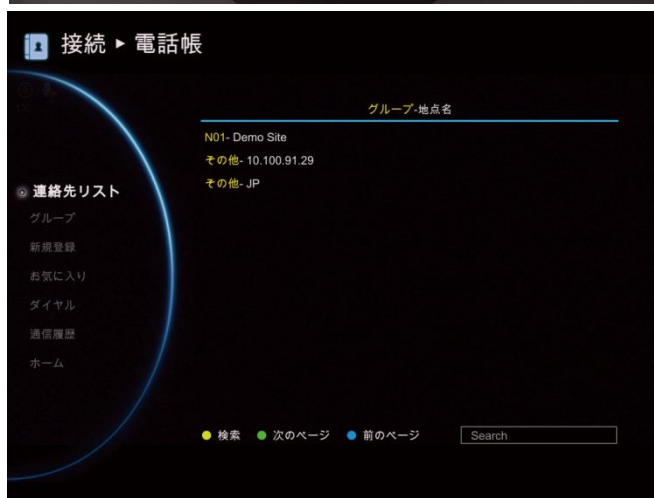 接続 ▸ 電話帳
グループ-地点名
N01- Demo Site
その他- 10.100.91.29
その他- JP
連絡先リスト
グループ
新規登録
お気に入り
ダイヤル
通信履歴
ホーム
検索 次のページ 前のページ Search